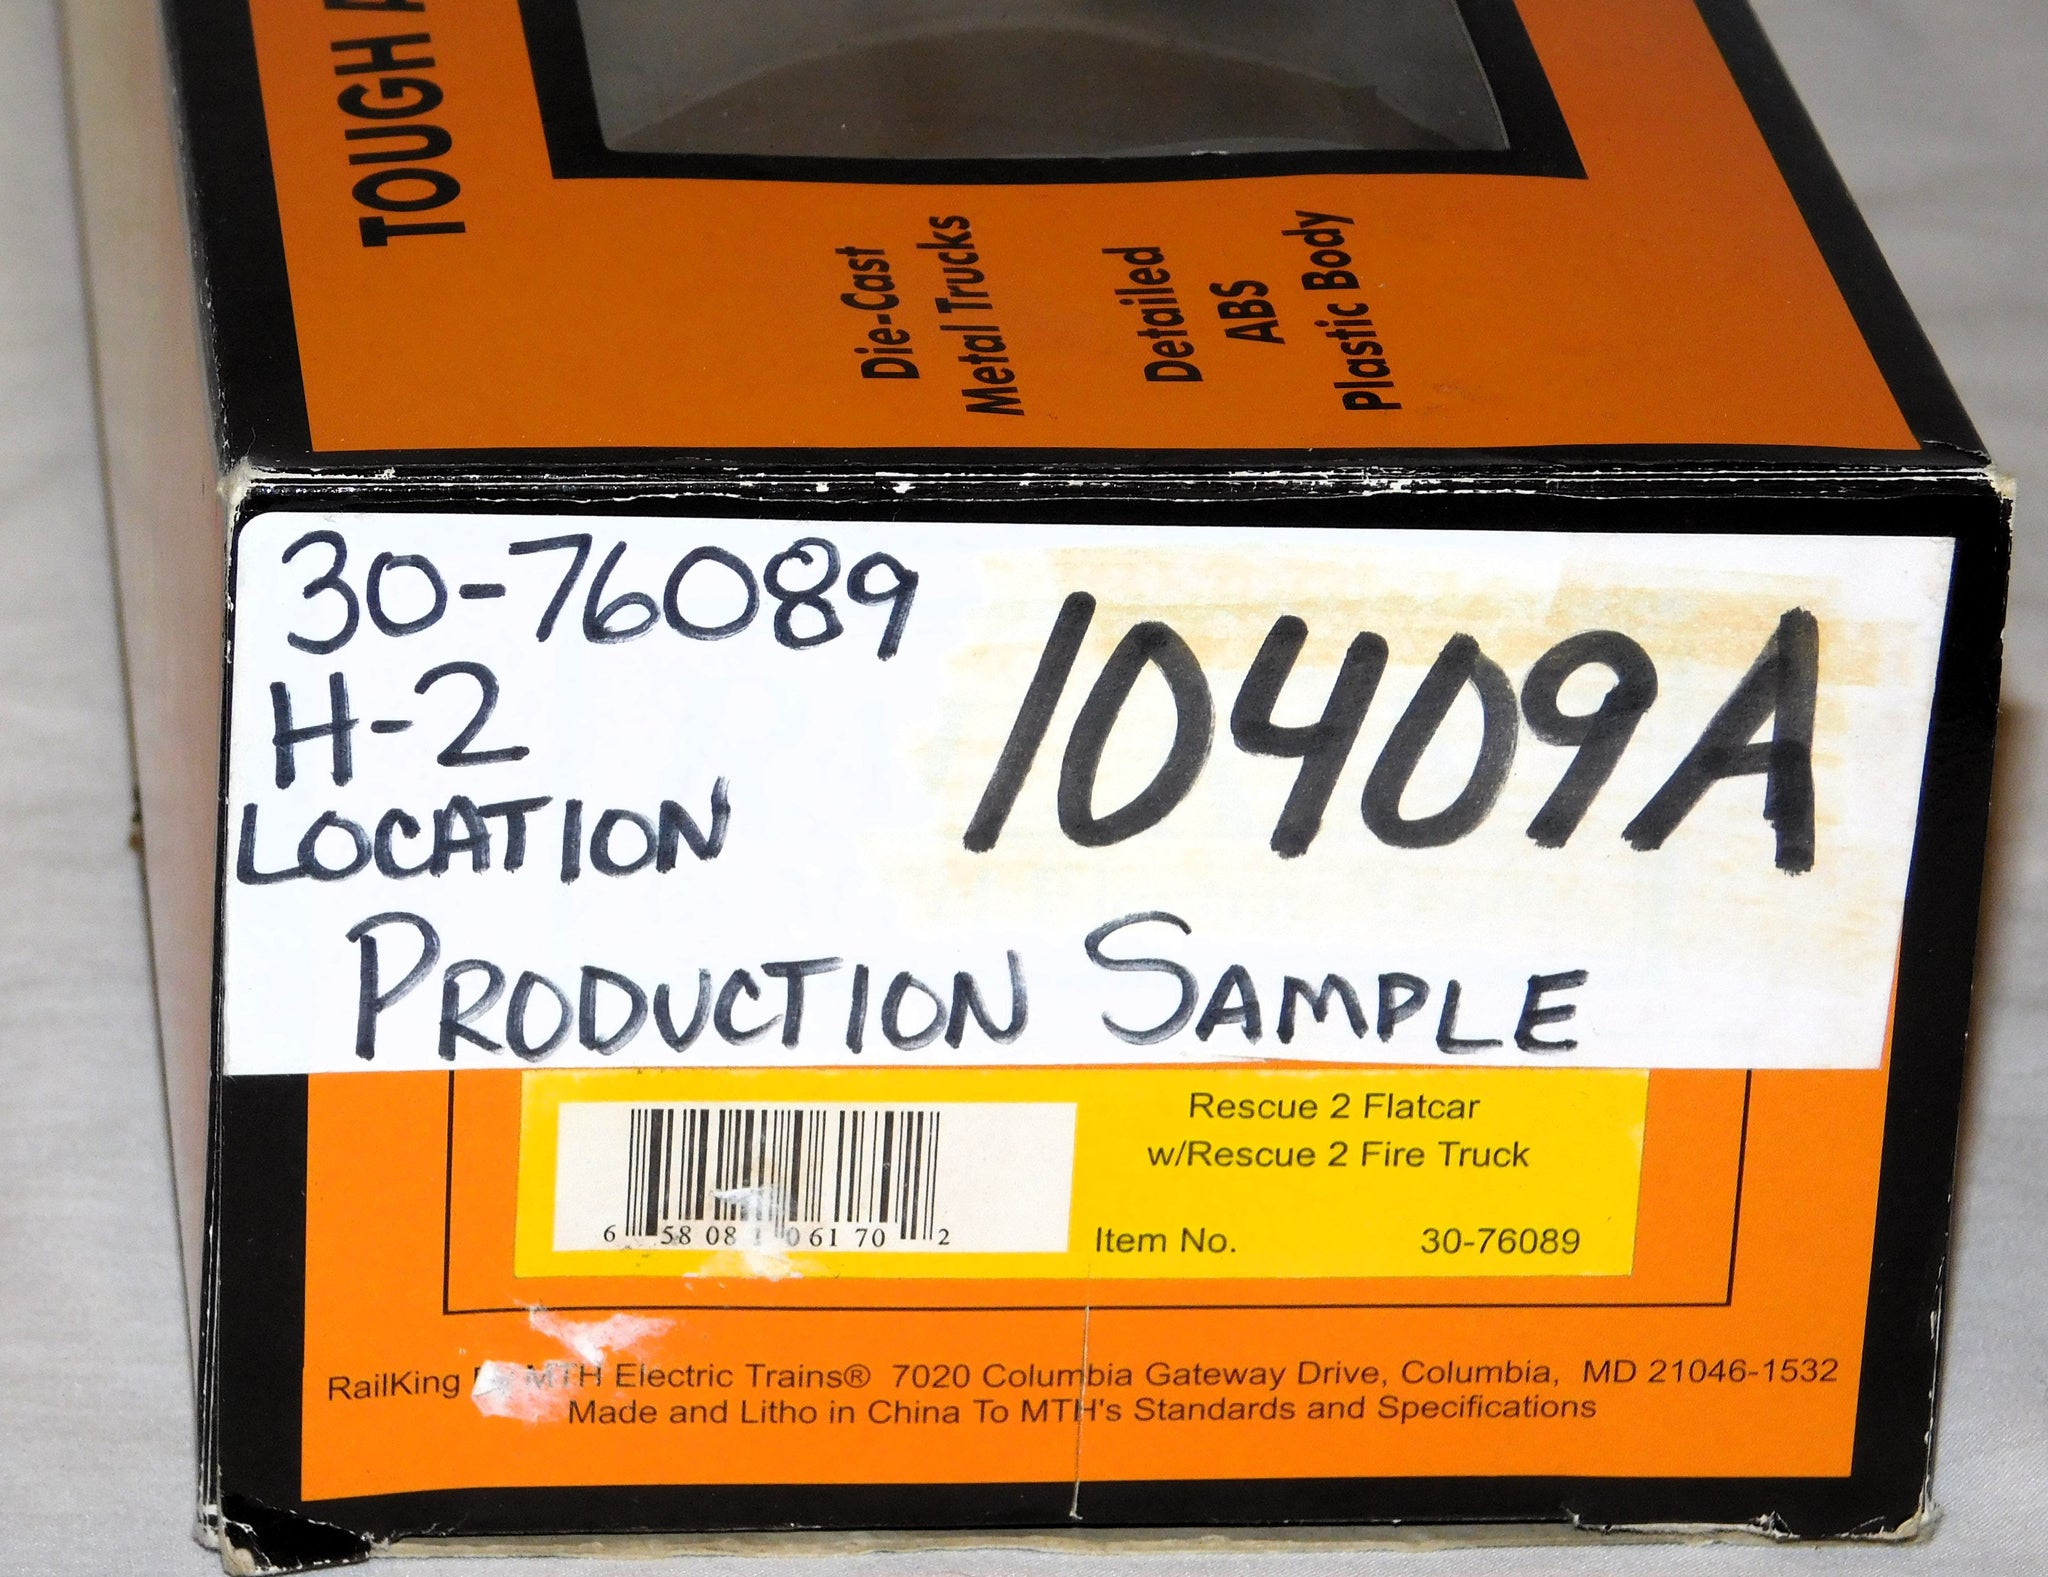 TOUGH
Die-Cast
Metal Trucks
Detailed
ABS
Plastic Body
30-76089
H-2
LOCATION
10409A
PRODUCTION SAMPLE
Rescue 2 Flatcar
w/Rescue 2 Fire Truck
6 58081 06170 2
Item No. 30-76089
RailKing By MTH Electric Trains® 7020 Columbia Gateway Drive, Columbia, MD 21046-1532
Made and Litho in China To MTH's Standards and Specifications